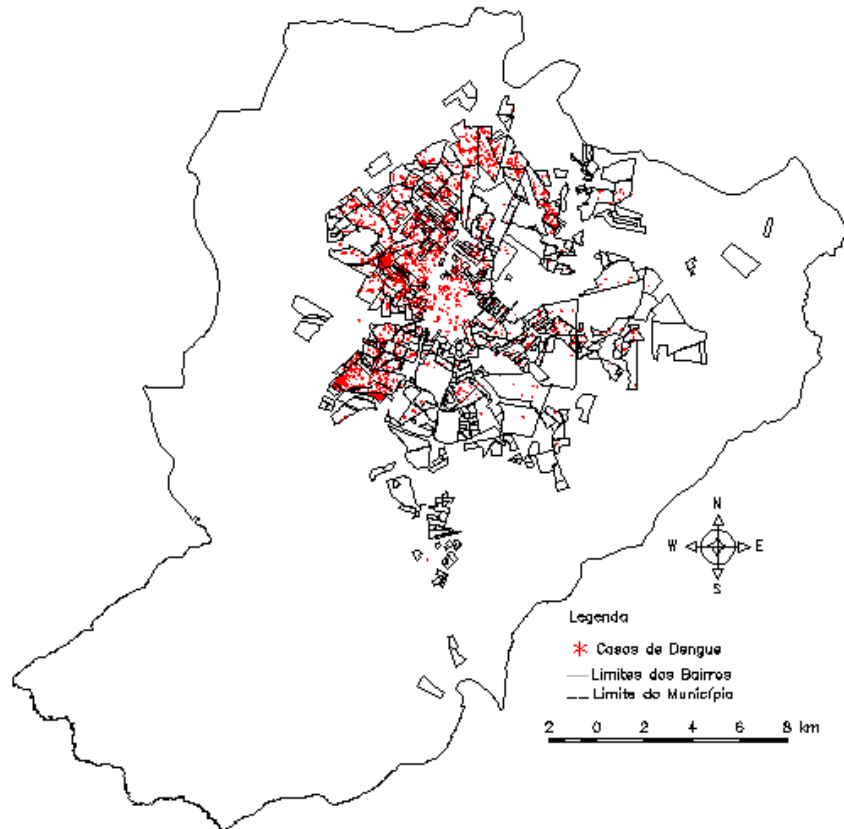 N
W E
S
Legenda
Casos de Dengue
Limites dos Bairros
Limite do Município
2 0 2 4 6 8 km